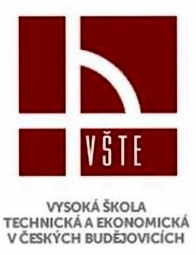 VŠTE
VYSOKÁ ŠKOLA
TECHNICKÁ A EKONOMICKÁ
V ČESKÝCH BUDĚJOVICÍCH